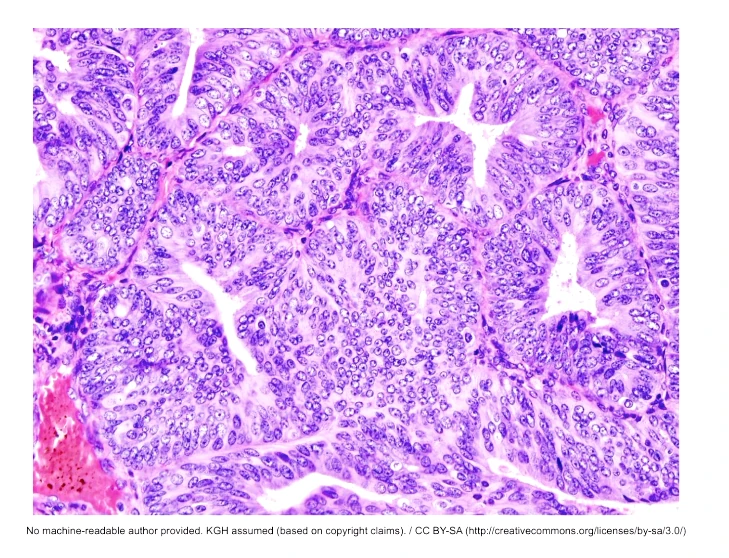 No machine-readable author provided. KGH assumed (based on copyright claims). / CC BY-SA (http://creativecommons.org/licenses/by-sa/3.0/)